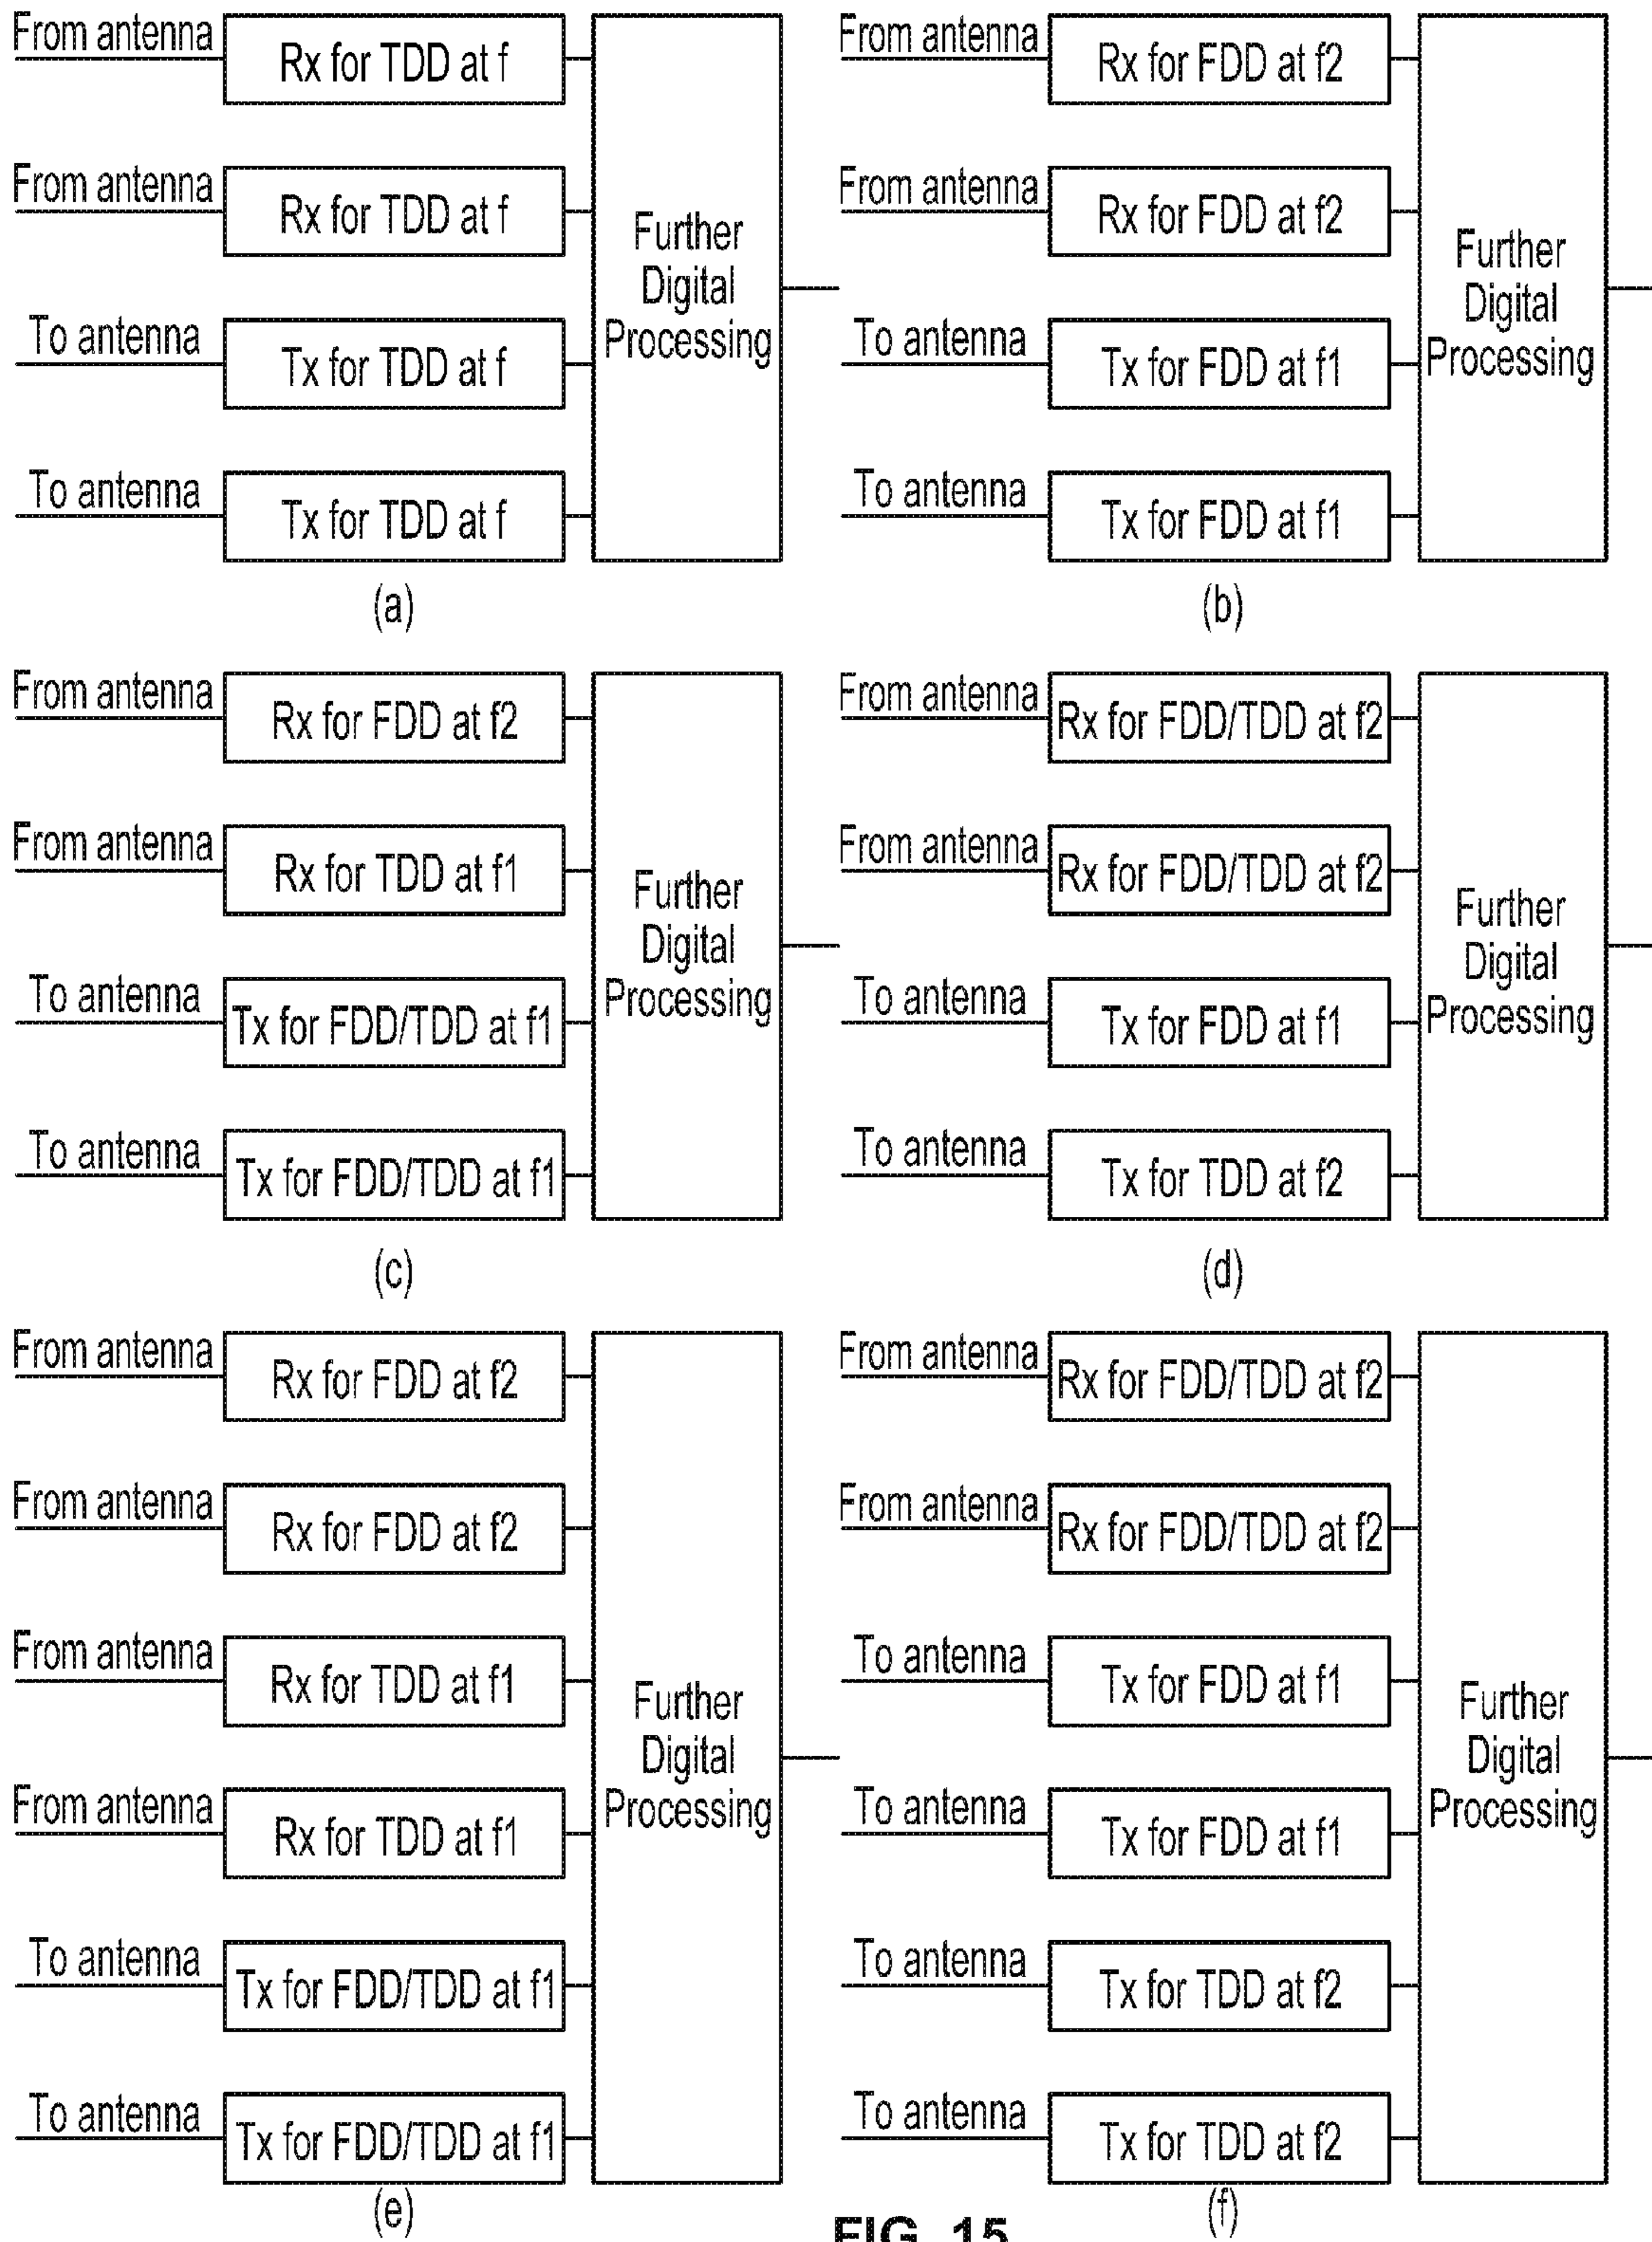 From antenna
Rx for TDD at f
From antenna
Rx for TDD at f
To antenna
Tx for TDD at f
To antenna
Tx for TDD at f
Further
Digital
Processing
(a)
From antenna
Rx for FDD at f2
From antenna
Rx for FDD at f2
To antenna
Tx for FDD at f1
To antenna
Tx for FDD at f1
Further
Digital
Processing
(b)
From antenna
Rx for FDD at f2
From antenna
Rx for TDD at f1
To antenna
Tx for FDD/TDD at f1
To antenna
Tx for FDD/TDD at f1
Further
Digital
Processing
(c)
From antenna
Rx for FDD/TDD at f2
From antenna
Rx for FDD/TDD at f2
To antenna
Tx for FDD at f1
To antenna
Tx for TDD at f2
Further
Digital
Processing
(d)
From antenna
Rx for FDD at f2
From antenna
Rx for FDD at f2
From antenna
Rx for TDD at f1
From antenna
Rx for TDD at f1
To antenna
Tx for FDD/TDD at f1
To antenna
Tx for FDD/TDD at f1
Further
Digital
Processing
(e)
From antenna
Rx for FDD/TDD at f2
From antenna
Rx for FDD/TDD at f2
To antenna
Tx for FDD at f1
To antenna
Tx for FDD at f1
To antenna
Tx for TDD at f2
To antenna
Tx for TDD at f2
Further
Digital
Processing
(f)
FIG. 15